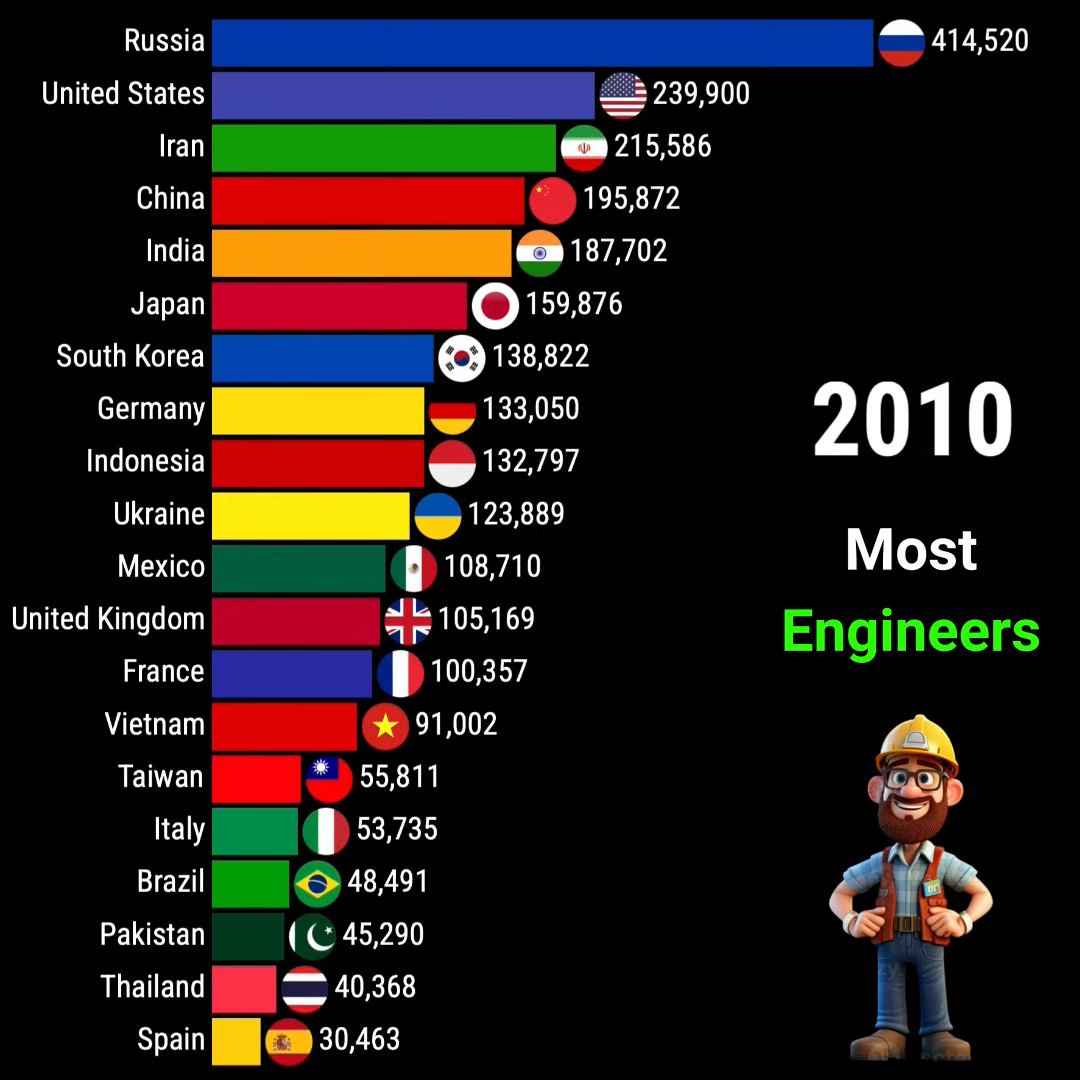 Russia 414,520
United States 239,900
Iran 215,586
China 195,872
India 187,702
Japan 159,876
South Korea 138,822
Germany 133,050
Indonesia 132,797
Ukraine 123,889
Mexico 108,710
United Kingdom 105,169
France 100,357
Vietnam 91,002
Taiwan 55,811
Italy 53,735
Brazil 48,491
Pakistan 45,290
Thailand 40,368
Spain 30,463
2010
Most
Engineers